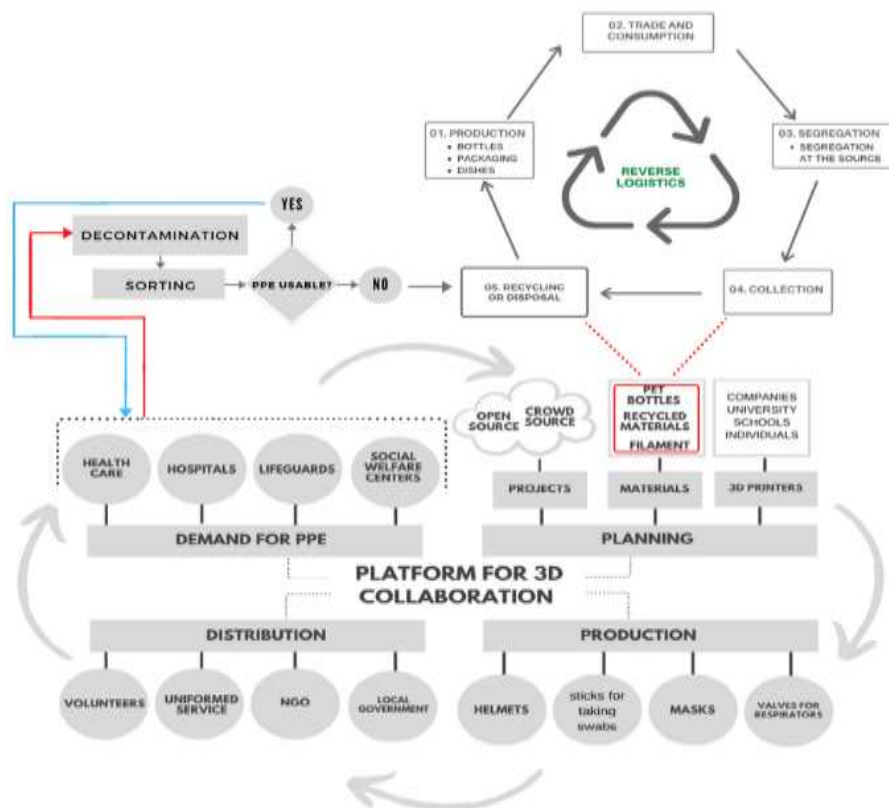 02. TRADE AND
CONSUMPTION
01. PRODUCTION
• BOTTLES
• PACKAGING
• DISHES
03. SEGREGATION
• SEGREGATION
AT THE SOURCE
REVERSE
LOGISTICS
YES
DECONTAMINATION
SORTING
PPE USABLE?
NO
05. RECYCLING
OR DISPOSAL
04. COLLECTION
OPEN
SOURCE
CROWD
SOURCE
PET
BOTTLES
RECYCLED
MATERIALS
FILAMENT
COMPANIES
UNIVERSITY
SCHOOLS
INDIVIDUALS
HEALTH
CARE
HOSPITALS
LIFEGUARDS
SOCIAL
WELFARE
CENTERS
PROJECTS
MATERIALS
3D PRINTERS
DEMAND FOR PPE
PLANNING
PLATFORM FOR 3D
COLLABORATION
DISTRIBUTION
PRODUCTION
VOLUNTEERS
UNIFORMED
SERVICE
NGO
LOCAL
GOVERNMENT
HELMETS
sticks for
taking
swabs
MASKS
VALVES FOR
RESPIRATORS